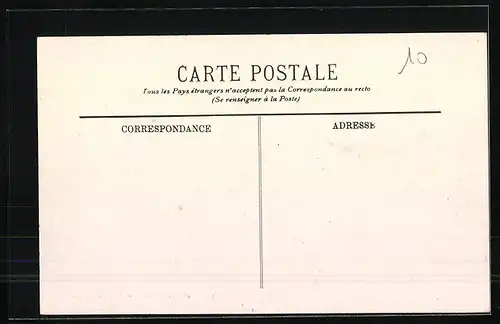 10
CARTE POSTALE
Tous les Pays étrangers n'acceptent pas la Correspondance au recto
(Se renseigner à la Poste)
CORRESPONDANCE
ADRESSE